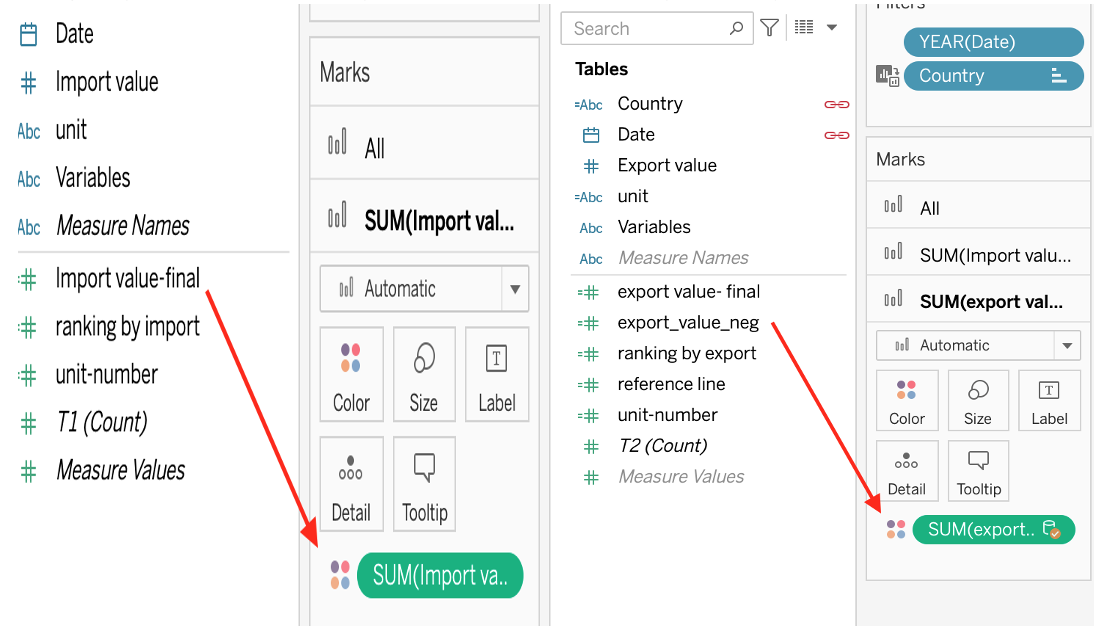 Date
# Import value
Abc unit
Abc Variables
Abc Measure Names
=# Import value-final
=# ranking by import
=# unit-number
# T1 (Count)
# Measure Values
Marks
All
SUM(Import val...
Automatic
Color Size Label
Detail Tooltip
SUM(Import va..
Search
Tables
=Abc Country
Date
# Export value
=Abc unit
Abc Variables
Abc Measure Names
=# export value- final
=# export_value_neg
=# ranking by export
=# reference line
=# unit-number
# T2 (Count)
# Measure Values
Filters
YEAR(Date)
Country
Marks
All
SUM(Import valu...
SUM(export val...
Automatic
Color Size Label
Detail Tooltip
SUM(export..